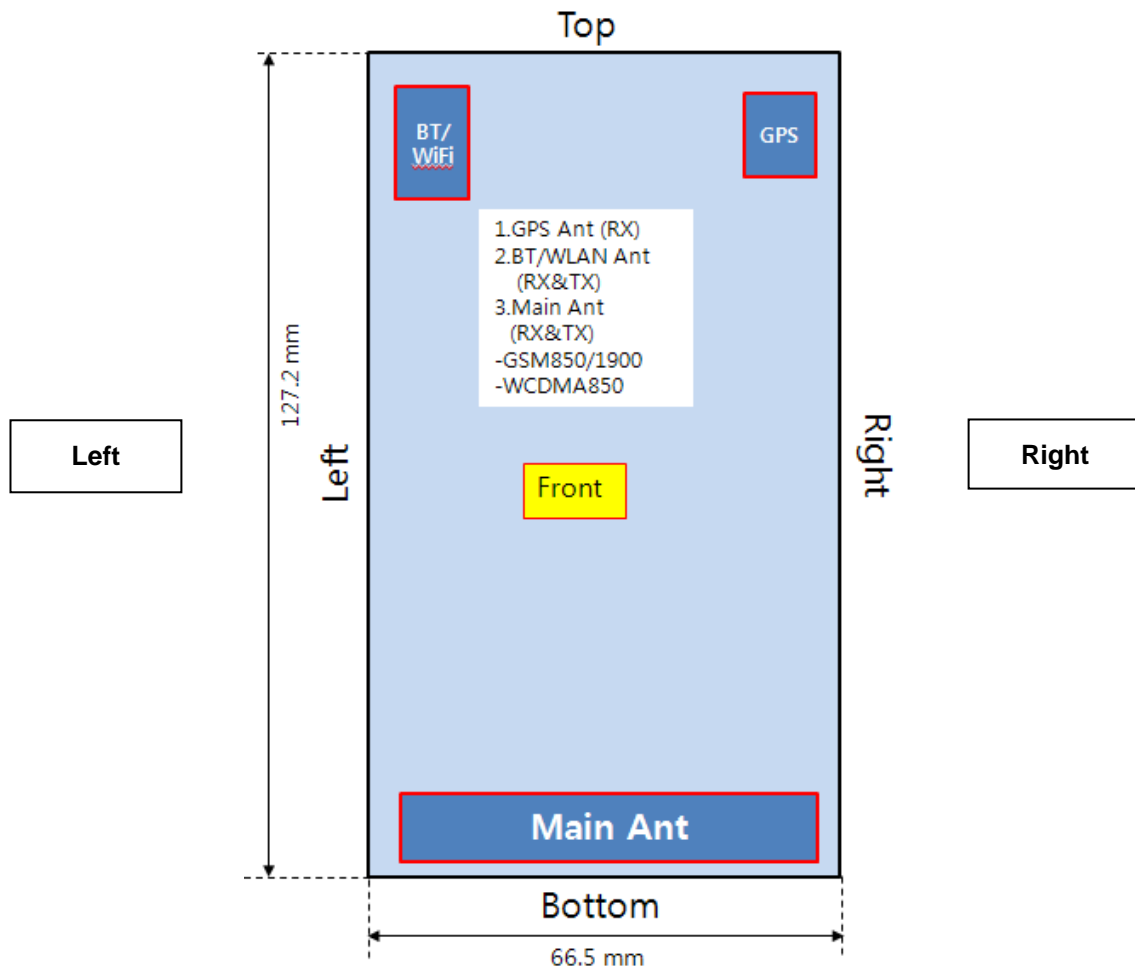 Top
BT/
WiFi
GPS
1.GPS Ant (RX)
2.BT/WLAN Ant
(RX&TX)
3.Main Ant
(RX&TX)
-GSM850/1900
-WCDMA850
127.2 mm
Left
Left
Front
Right
Right
Main Ant
Bottom
66.5 mm